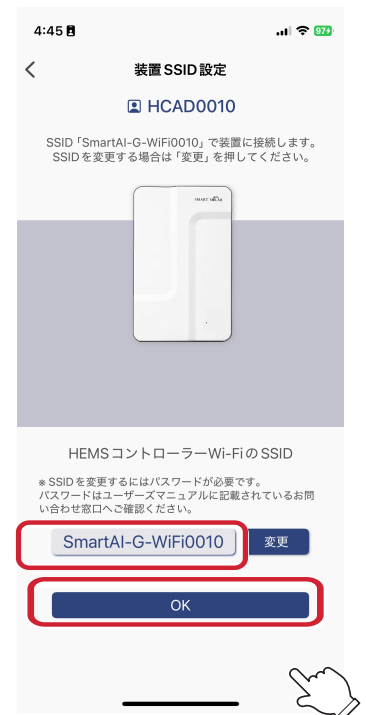 4:45
97
装置SSID設定
HCAD0010
SSID「SmartAI-G-WiFi0010」で装置に接続します。
SSIDを変更する場合は「変更」を押してください。
SMART SOLAR
HEMSコントローラーWi-FiのSSID
※SSIDを変更するにはパスワードが必要です。
パスワードはユーザーズマニュアルに記載されているお問
い合わせ窓口へご確認ください。
SmartAI-G-WiFi0010 変更
OK